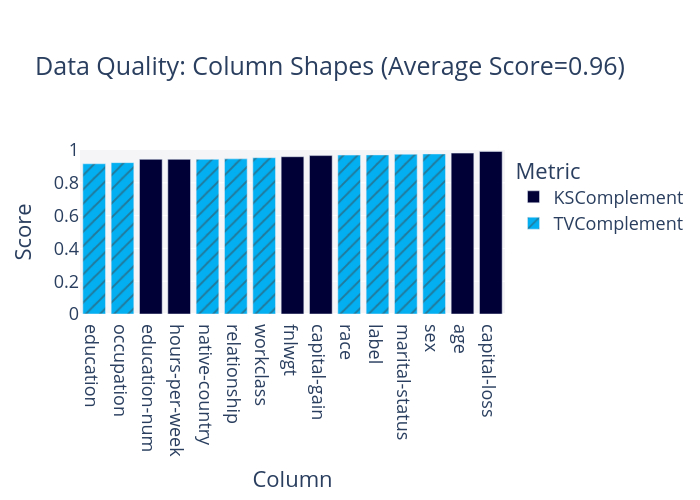 Data Quality: Column Shapes (Average Score=0.96)
Score
1
0.8
0.6
0.4
0.2
0
education
occupation
education-num
hours-per-week
native-country
relationship
workclass
fnlwgt
capital-gain
race
label
marital-status
sex
age
capital-loss
Column
Metric
KSComplement
TVComplement